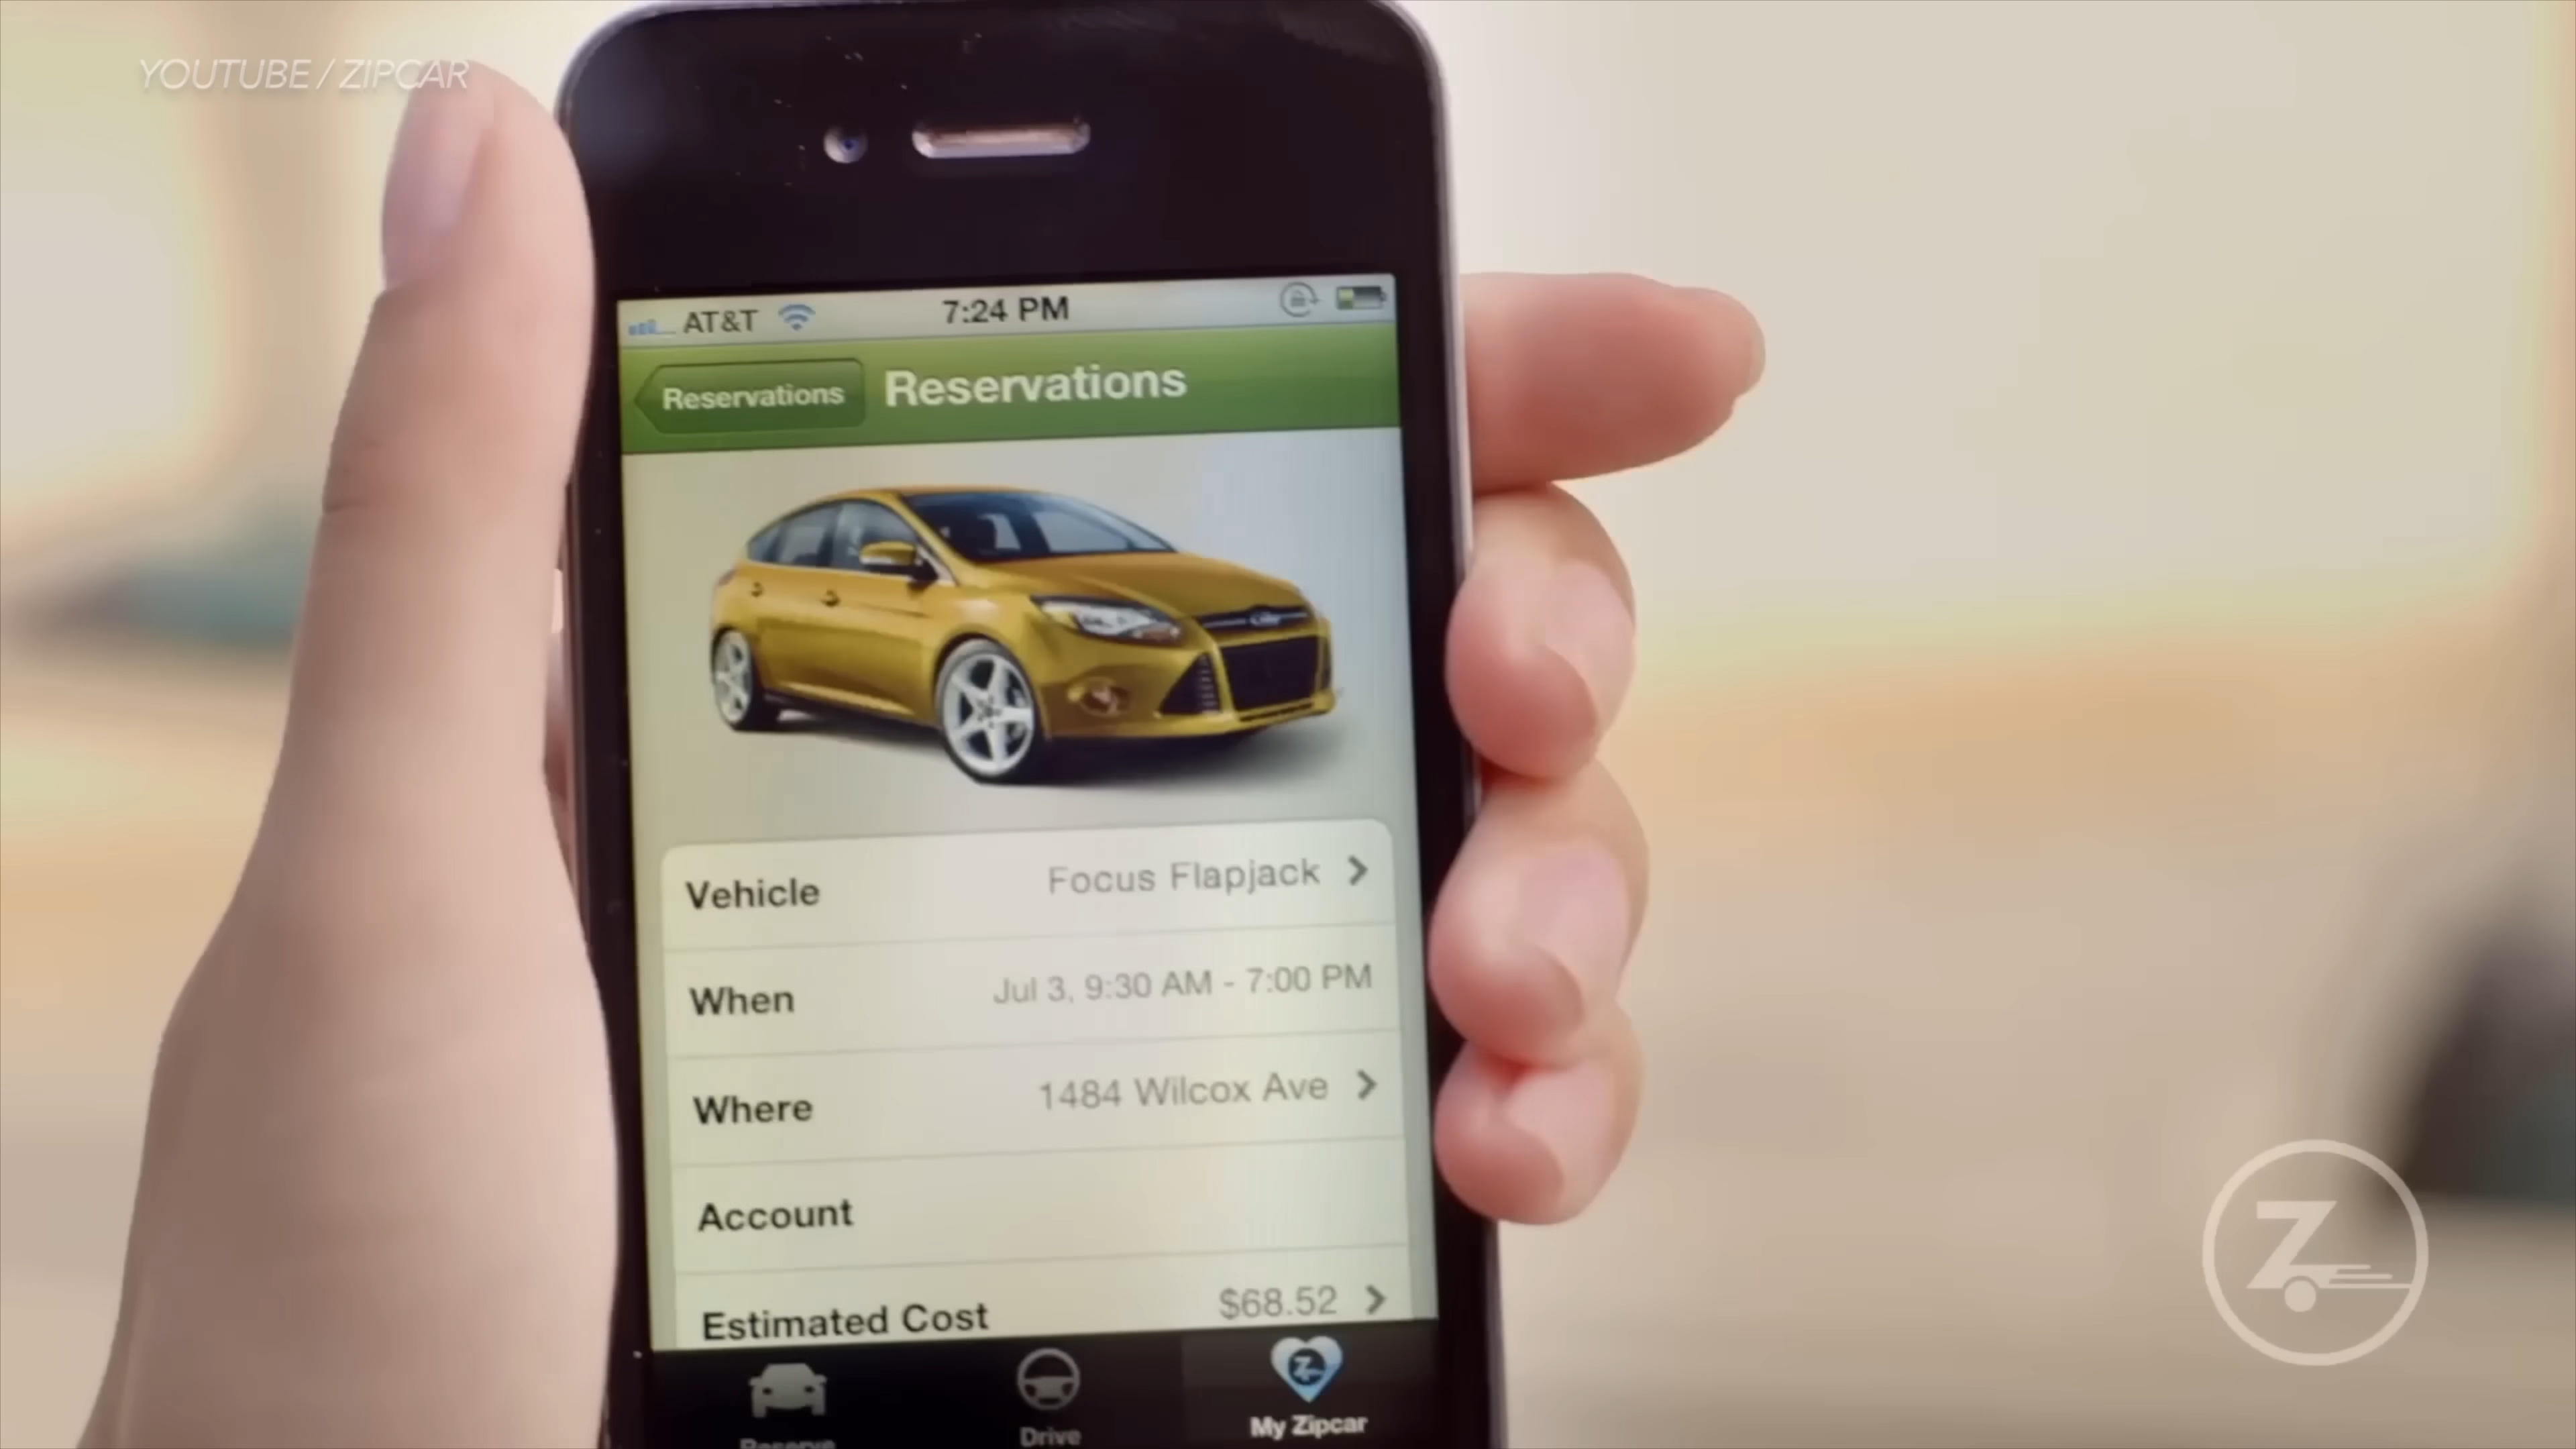 YOUTUBE / ZIPCAR
AT&T 7:24 PM
Reservations Reservations
Vehicle Focus Flapjack
When Jul 3, 9:30 AM - 7:00 PM
Where 1484 Wilcox Ave
Account
Estimated Cost $68.52
Reserve Drive My Zipcar
Z